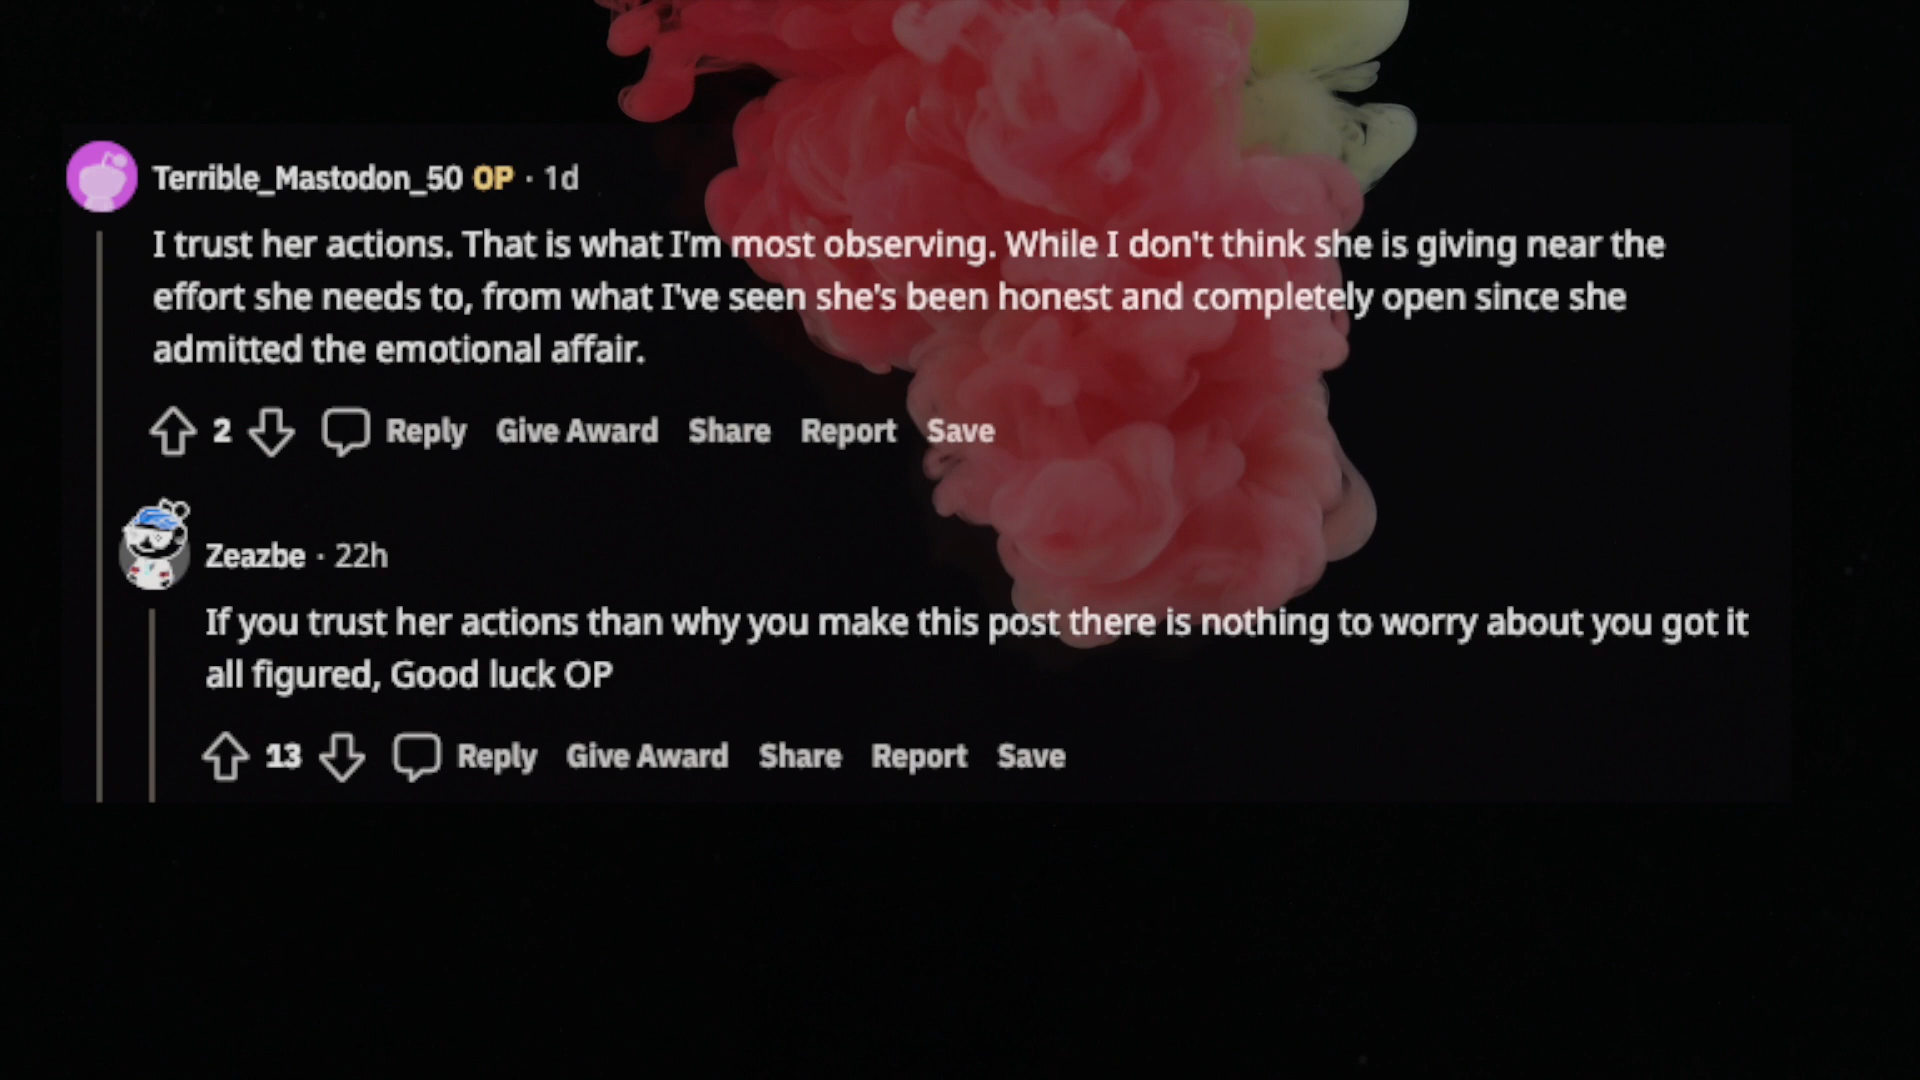 Terrible_Mastodon_50 OP · 1d
I trust her actions. That is what I'm most observing. While I don't think she is giving near the
effort she needs to, from what I've seen she's been honest and completely open since she
admitted the emotional affair.
2 Reply Give Award Share Report Save
Zeazbe · 22h
If you trust her actions than why you make this post there is nothing to worry about you got it
all figured, Good luck OP
13 Reply Give Award Share Report Save